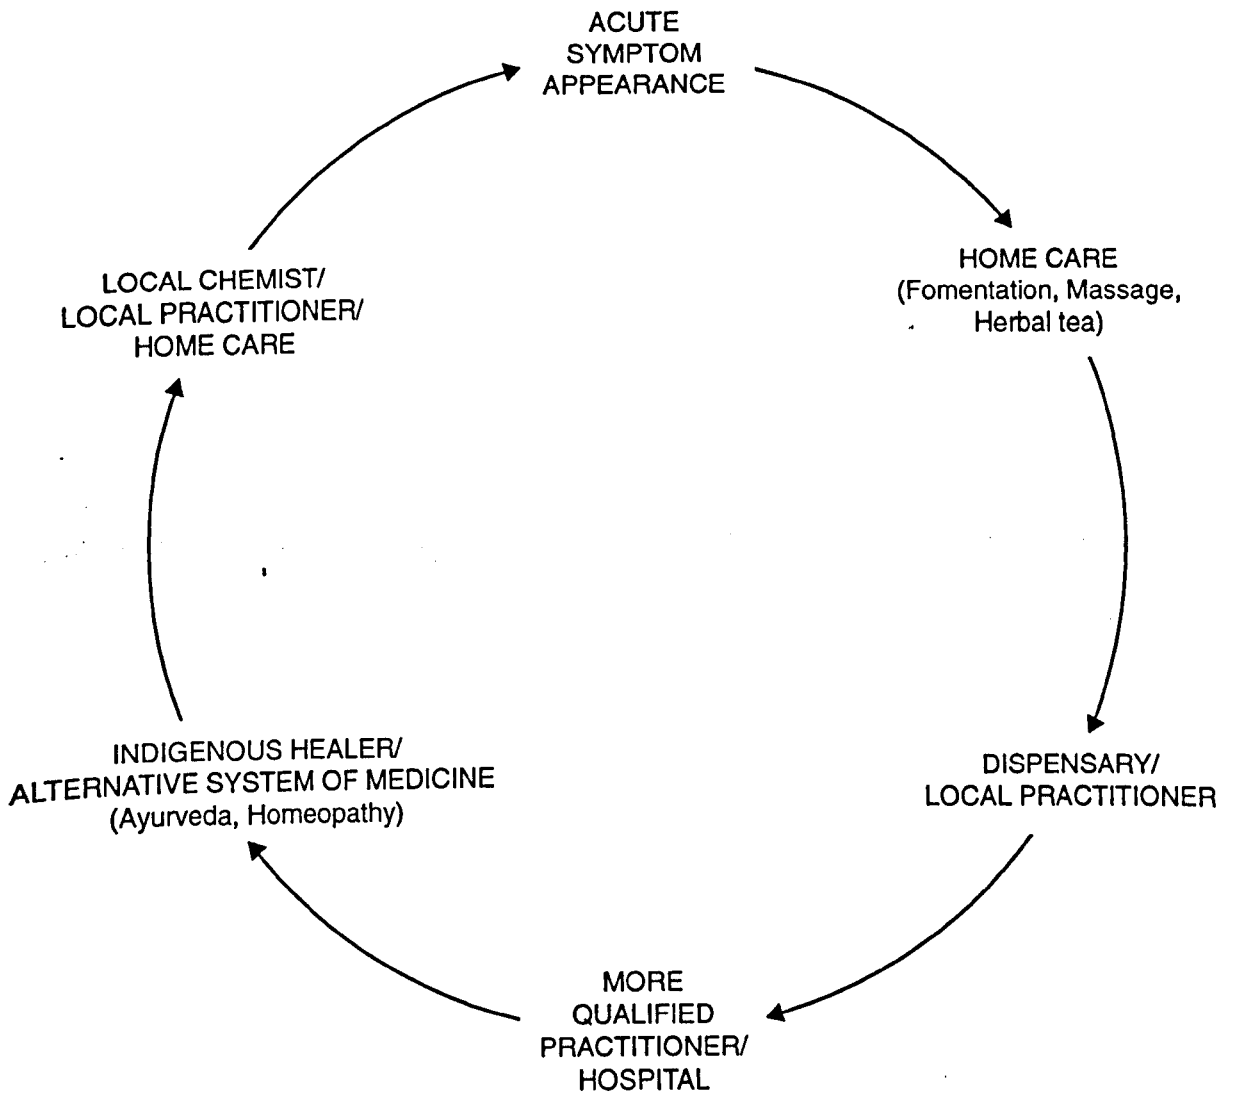 ACUTE
SYMPTOM
APPEARANCE
HOME CARE
(Fomentation, Massage,
Herbal tea)
DISPENSARY/
LOCAL PRACTITIONER
MORE
QUALIFIED
PRACTITIONER/
HOSPITAL
INDIGENOUS HEALER/
ALTERNATIVE SYSTEM OF MEDICINE
(Ayurveda, Homeopathy)
LOCAL CHEMIST/
LOCAL PRACTITIONER/
HOME CARE